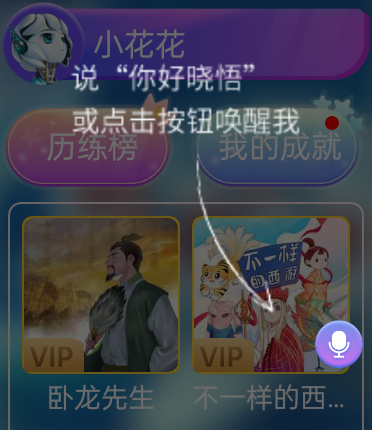 小花花
说“你好晓悟”
或点击按钮唤醒我
历练榜
我的成就
不一样
的西游
VIP
VIP
卧龙先生
不一样的西...